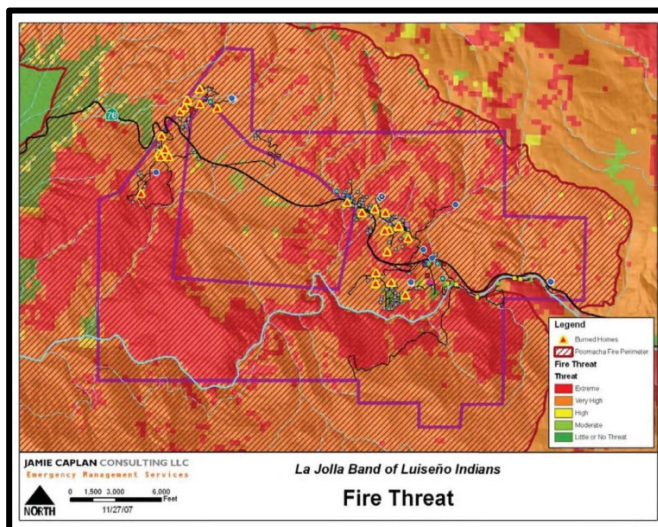 76
Legend
Burned Homes
Poomacha Fire Perimeter
Fire Threat
Threat
Extreme
Very High
High
Moderate
Little or No Threat
JAMIE CAPLAN CONSULTING LLC
Emergency Management Services
La Jolla Band of Luiseño Indians
NORTH
0 1,500 3,000 6,000
Feet
11/27/07
Fire Threat